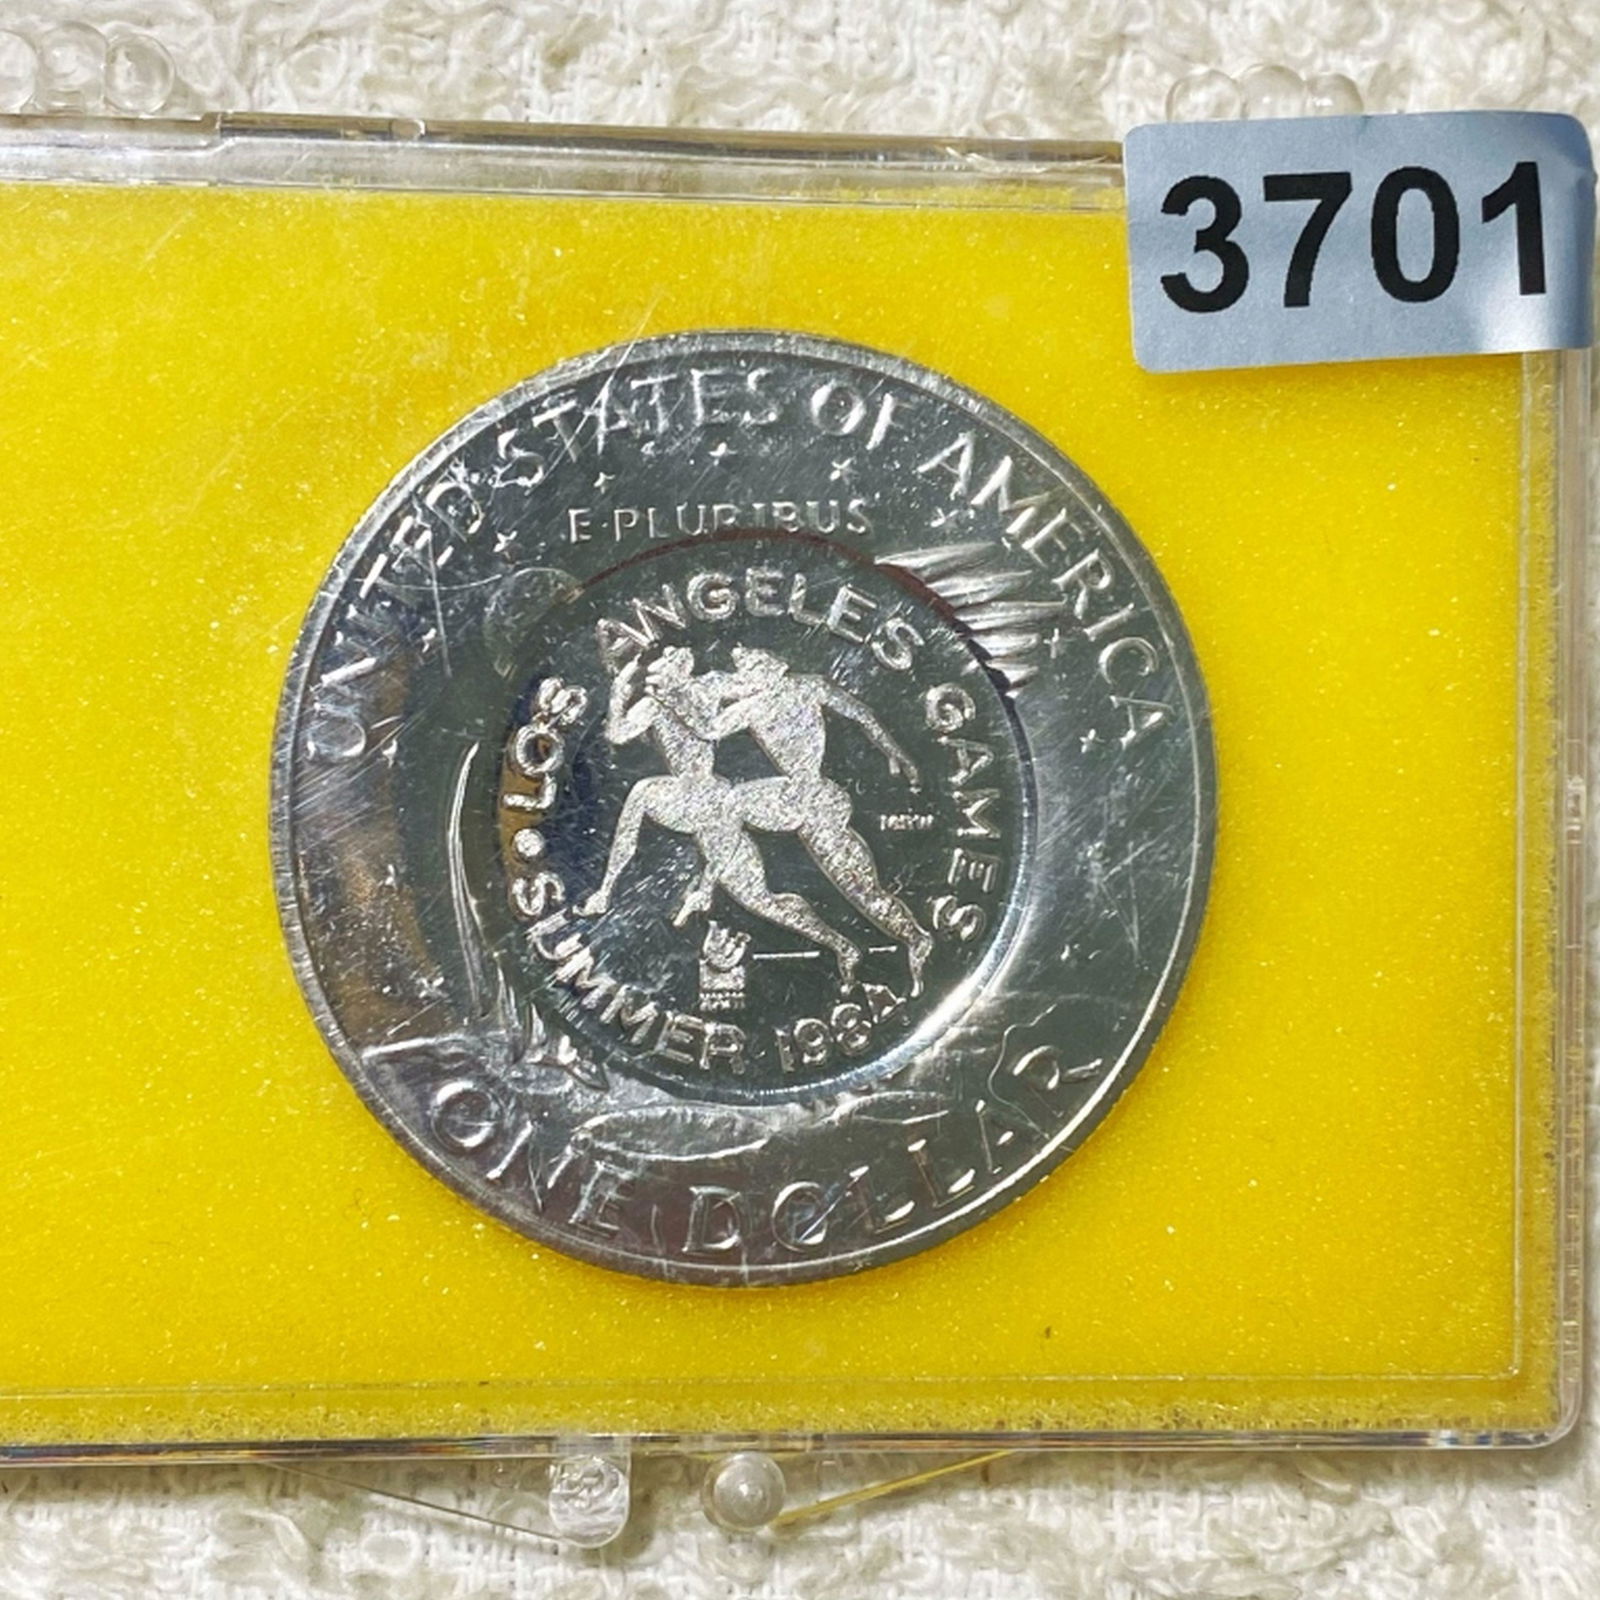 3701
UNITED STATES OF AMERICA
E·PLURIBUS
LOS ANGELES GAMES
• SUMMER 1984
ONE DOLLAR